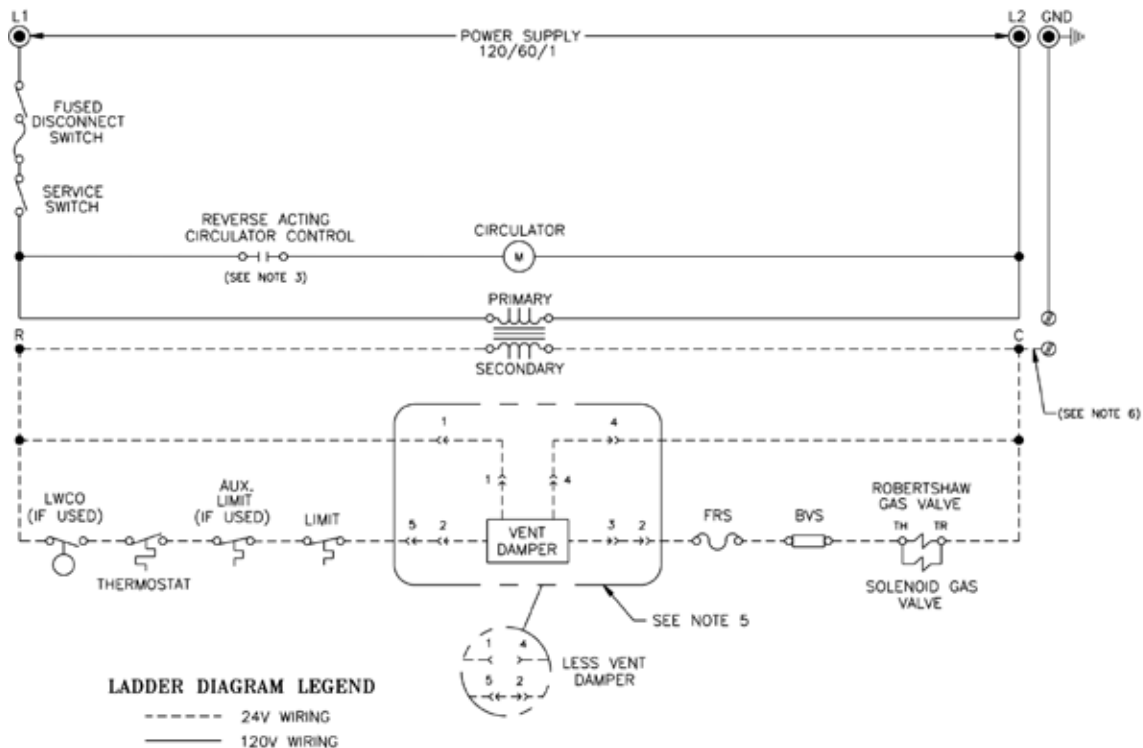 L1
L2 GND
POWER SUPPLY
120/60/1
FUSED
DISCONNECT
SWITCH
SERVICE
SWITCH
REVERSE ACTING
CIRCULATOR CONTROL
(SEE NOTE 3)
CIRCULATOR
M
PRIMARY
R
C
SECONDARY
(SEE NOTE 6)
1
4
1
4
LWCO
(IF USED)
THERMOSTAT
AUX.
LIMIT
(IF USED)
LIMIT
5 2
VENT
DAMPER
3 2
FRS
BVS
ROBERTSHAW
GAS VALVE
TH TR
SOLENOID GAS
VALVE
SEE NOTE 5
1 4
5 2
LESS VENT
DAMPER
LADDER DIAGRAM LEGEND
24V WIRING
120V WIRING